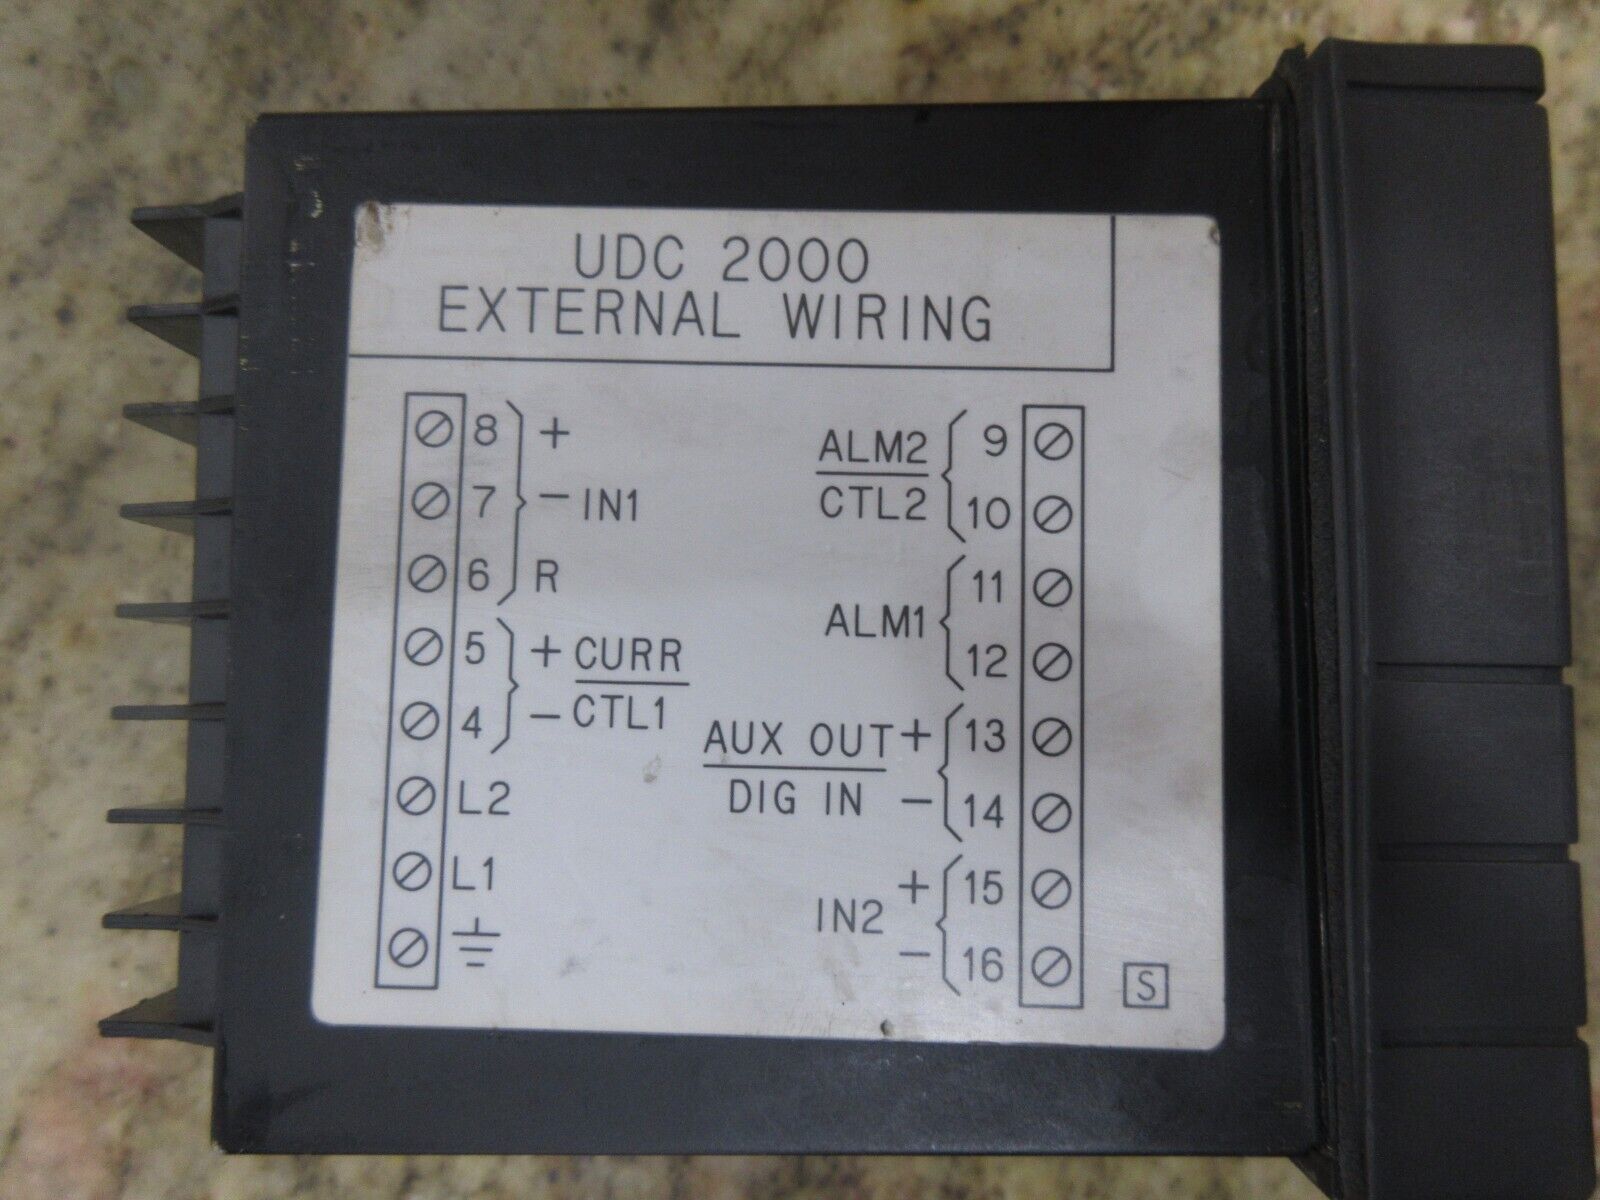 UDC 2000
EXTERNAL WIRING
8 +
7 - IN1
6 R
5 + CURR
4 - CTL1
L2
L1
ALM2 9
CTL2 10
11
ALM1
12
AUX OUT + 13
DIG IN - 14
+ 15
IN2
- 16
S